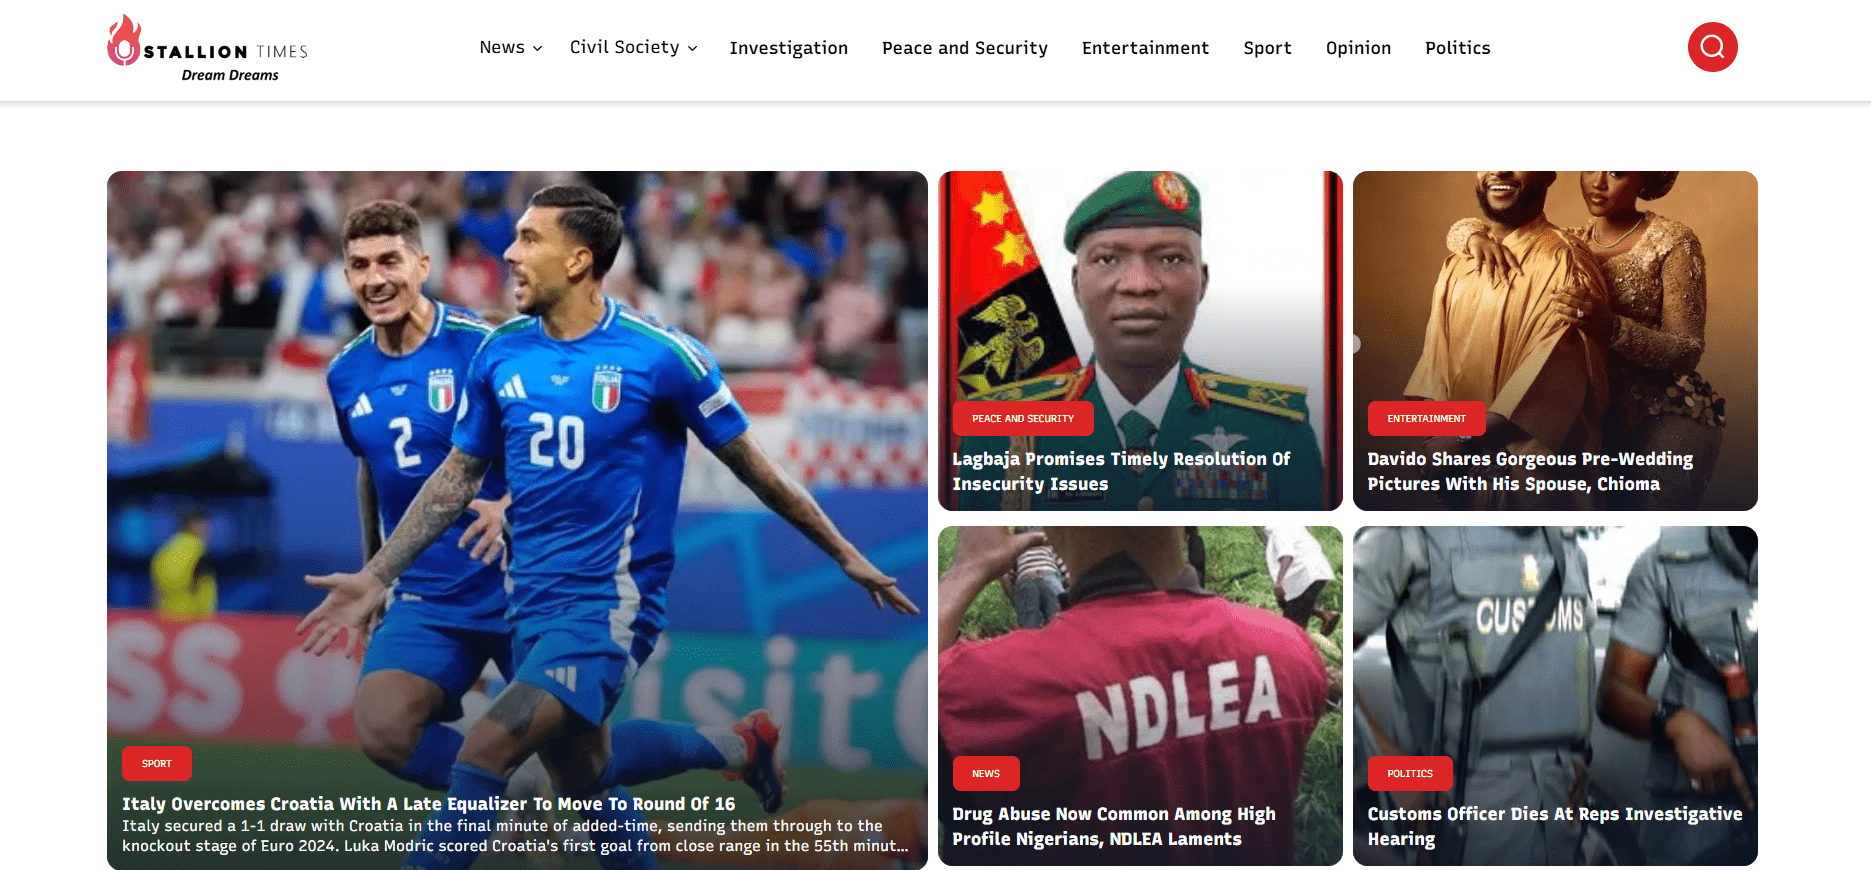 STALLION TIMES
Dream Dreams
News
Civil Society
Investigation
Peace and Security
Entertainment
Sport
Opinion
Politics
2
20
ITALIA
SPORT
Italy Overcomes Croatia With A Late Equalizer To Move To Round Of 16
Italy secured a 1-1 draw with Croatia in the final minute of added-time, sending them through to the
knockout stage of Euro 2024. Luka Modric scored Croatia's first goal from close range in the 55th minut...
PEACE AND SECURITY
Lagbaja Promises Timely Resolution Of
Insecurity Issues
ENTERTAINMENT
Davido Shares Gorgeous Pre-Wedding
Pictures With His Spouse, Chioma
NDLEA
NEWS
Drug Abuse Now Common Among High
Profile Nigerians, NDLEA Laments
CUSTOMS
POLITICS
Customs Officer Dies At Reps Investigative
Hearing